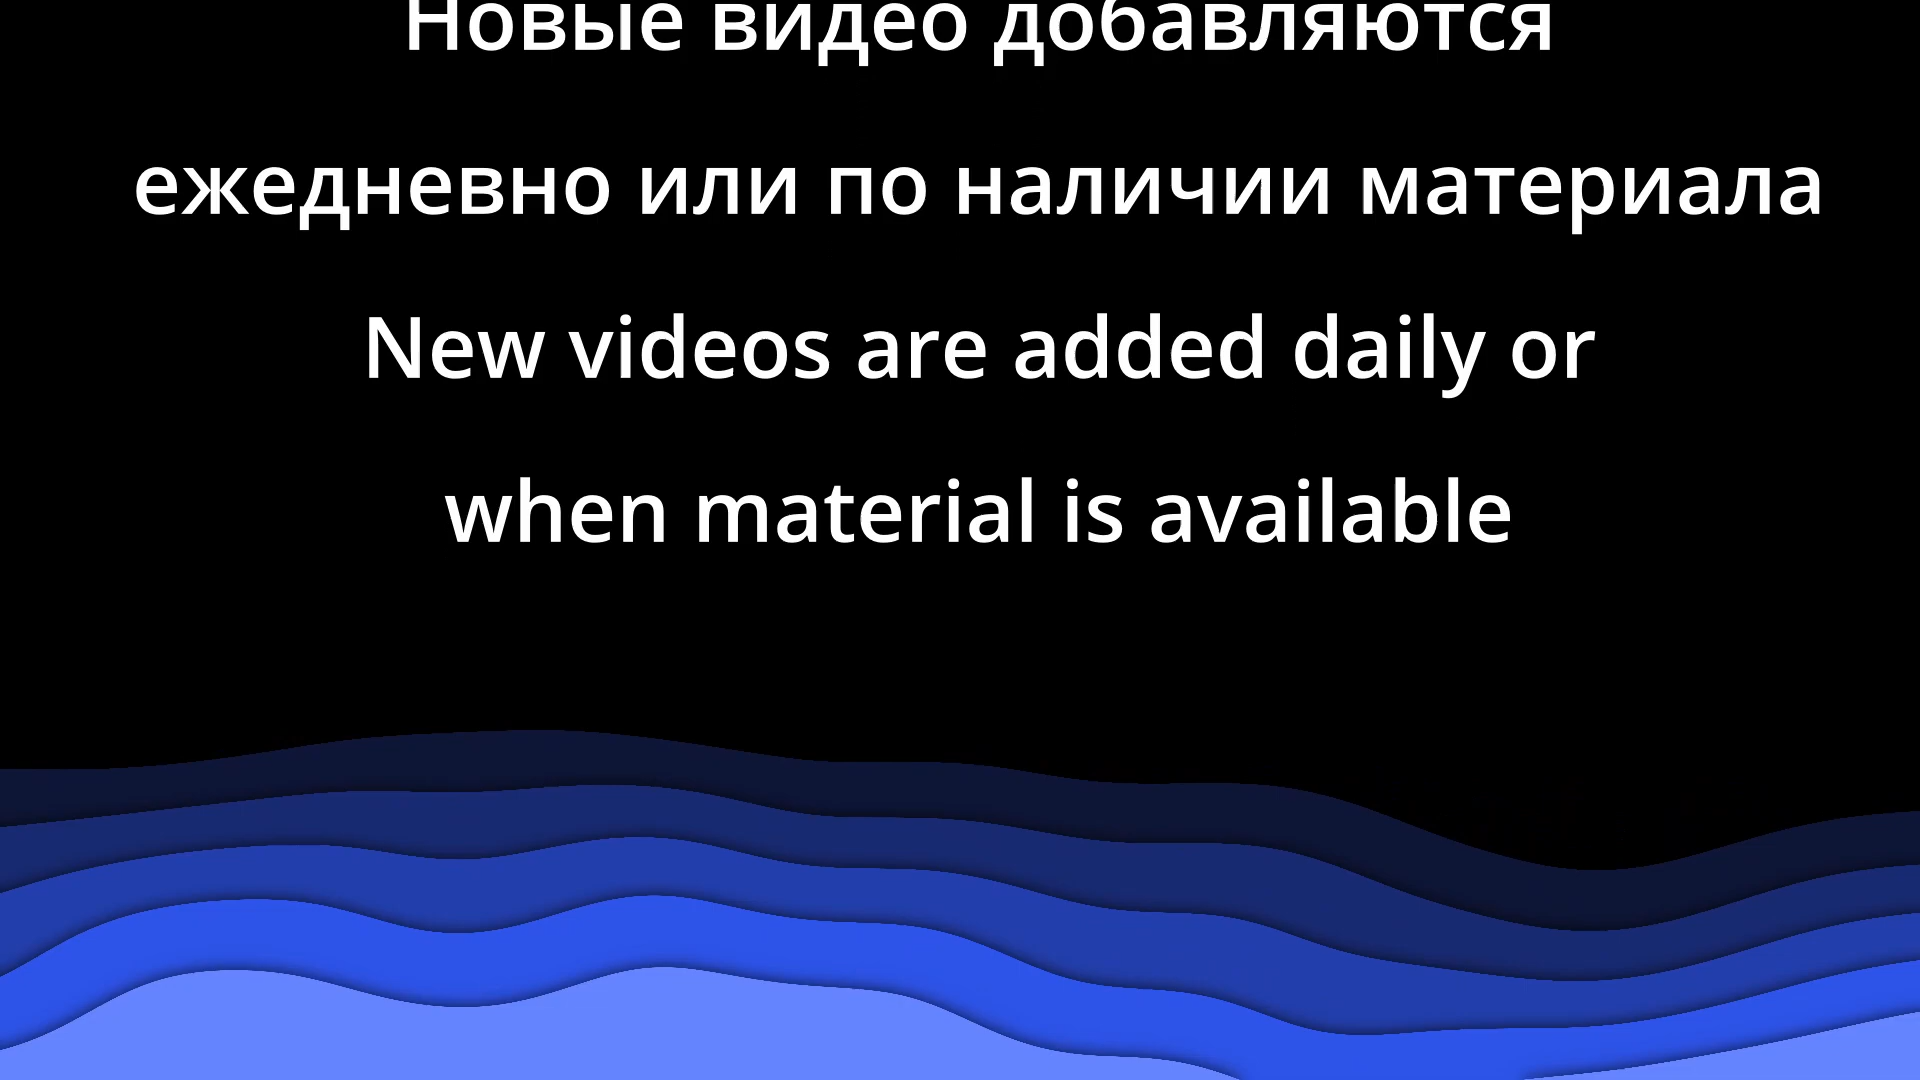 Новые видео добавляются
ежедневно или по наличии материала
New videos are added daily or
when material is available